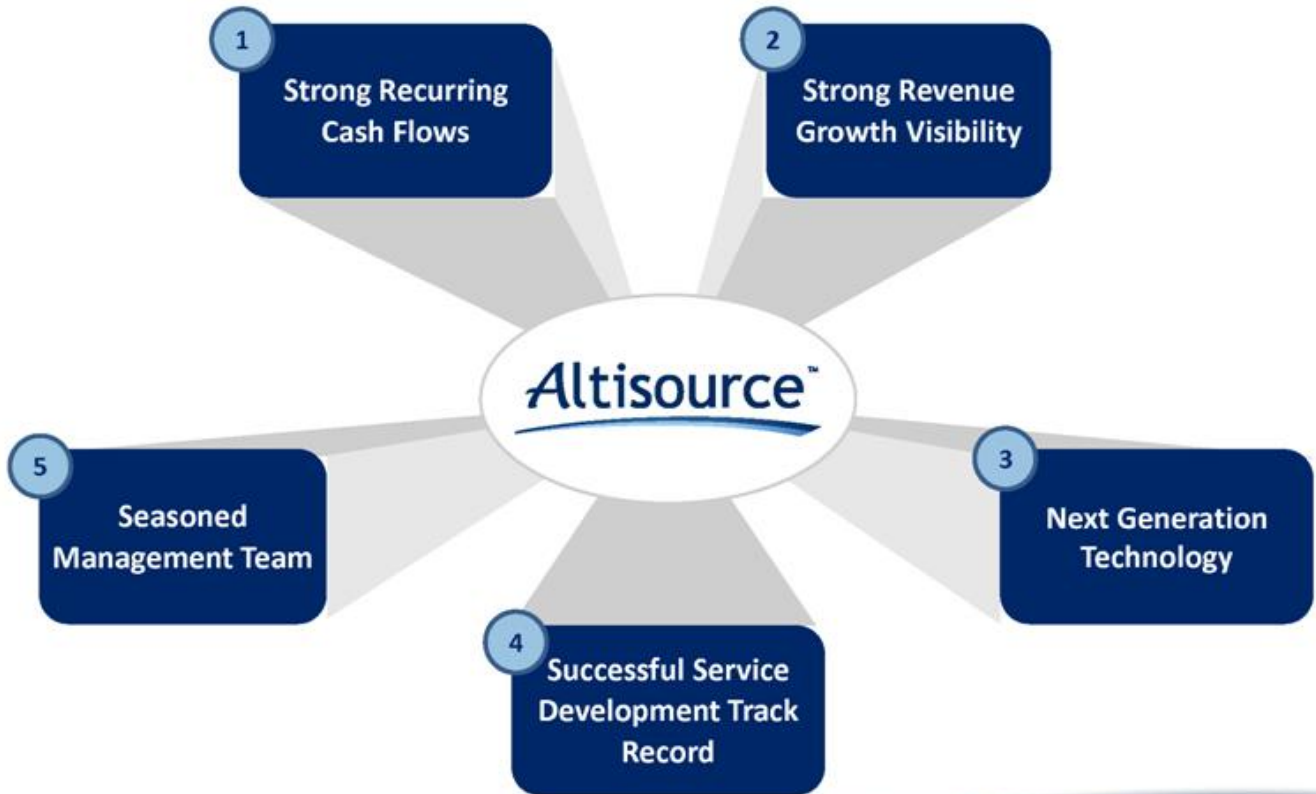 1
Strong Recurring
Cash Flows
2
Strong Revenue
Growth Visibility
Altisource™
5
Seasoned
Management Team
3
Next Generation
Technology
4
Successful Service
Development Track
Record